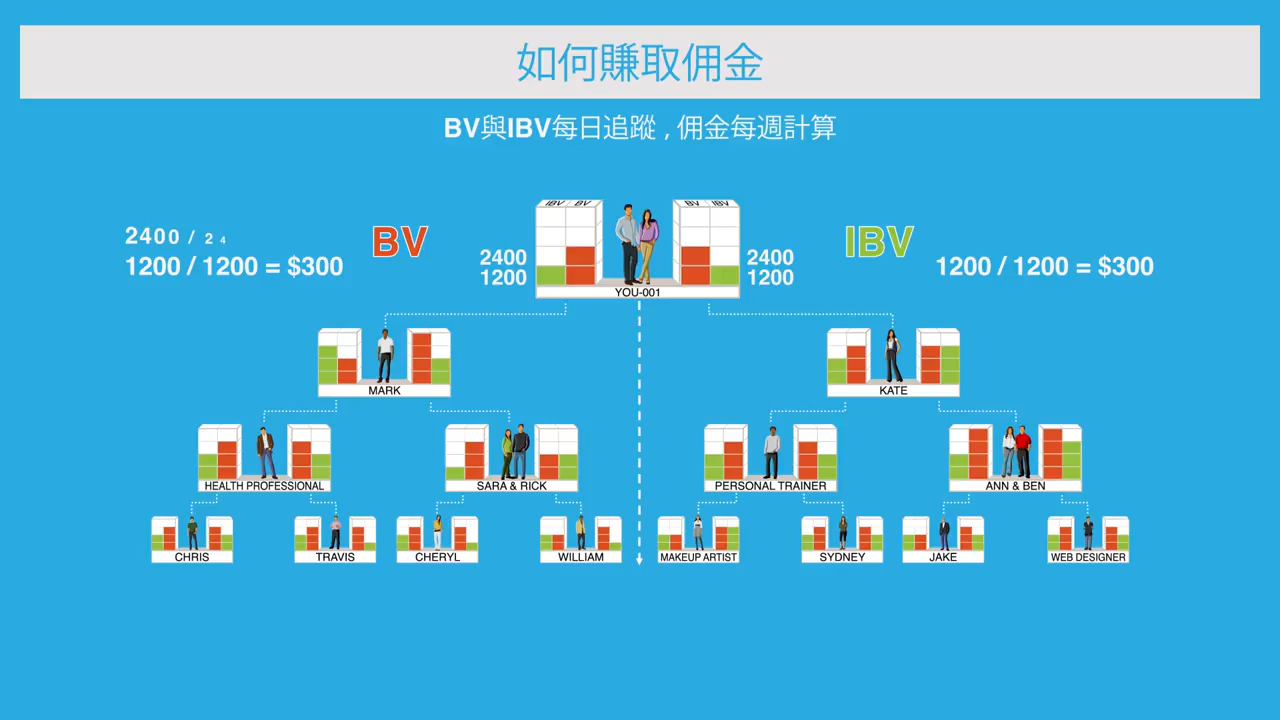 如何賺取佣金
BV與IBV每日追蹤 , 佣金每週計算
IBV BV
BV IBV
2400 / 2 4
1200 / 1200 = $300
BV
2400
1200
2400
1200
IBV
1200 / 1200 = $300
YOU-001
MARK
KATE
HEALTH PROFESSIONAL
SARA & RICK
PERSONAL TRAINER
ANN & BEN
CHRIS
TRAVIS
CHERYL
WILLIAM
MAKEUP ARTIST
SYDNEY
JAKE
WEB DESIGNER